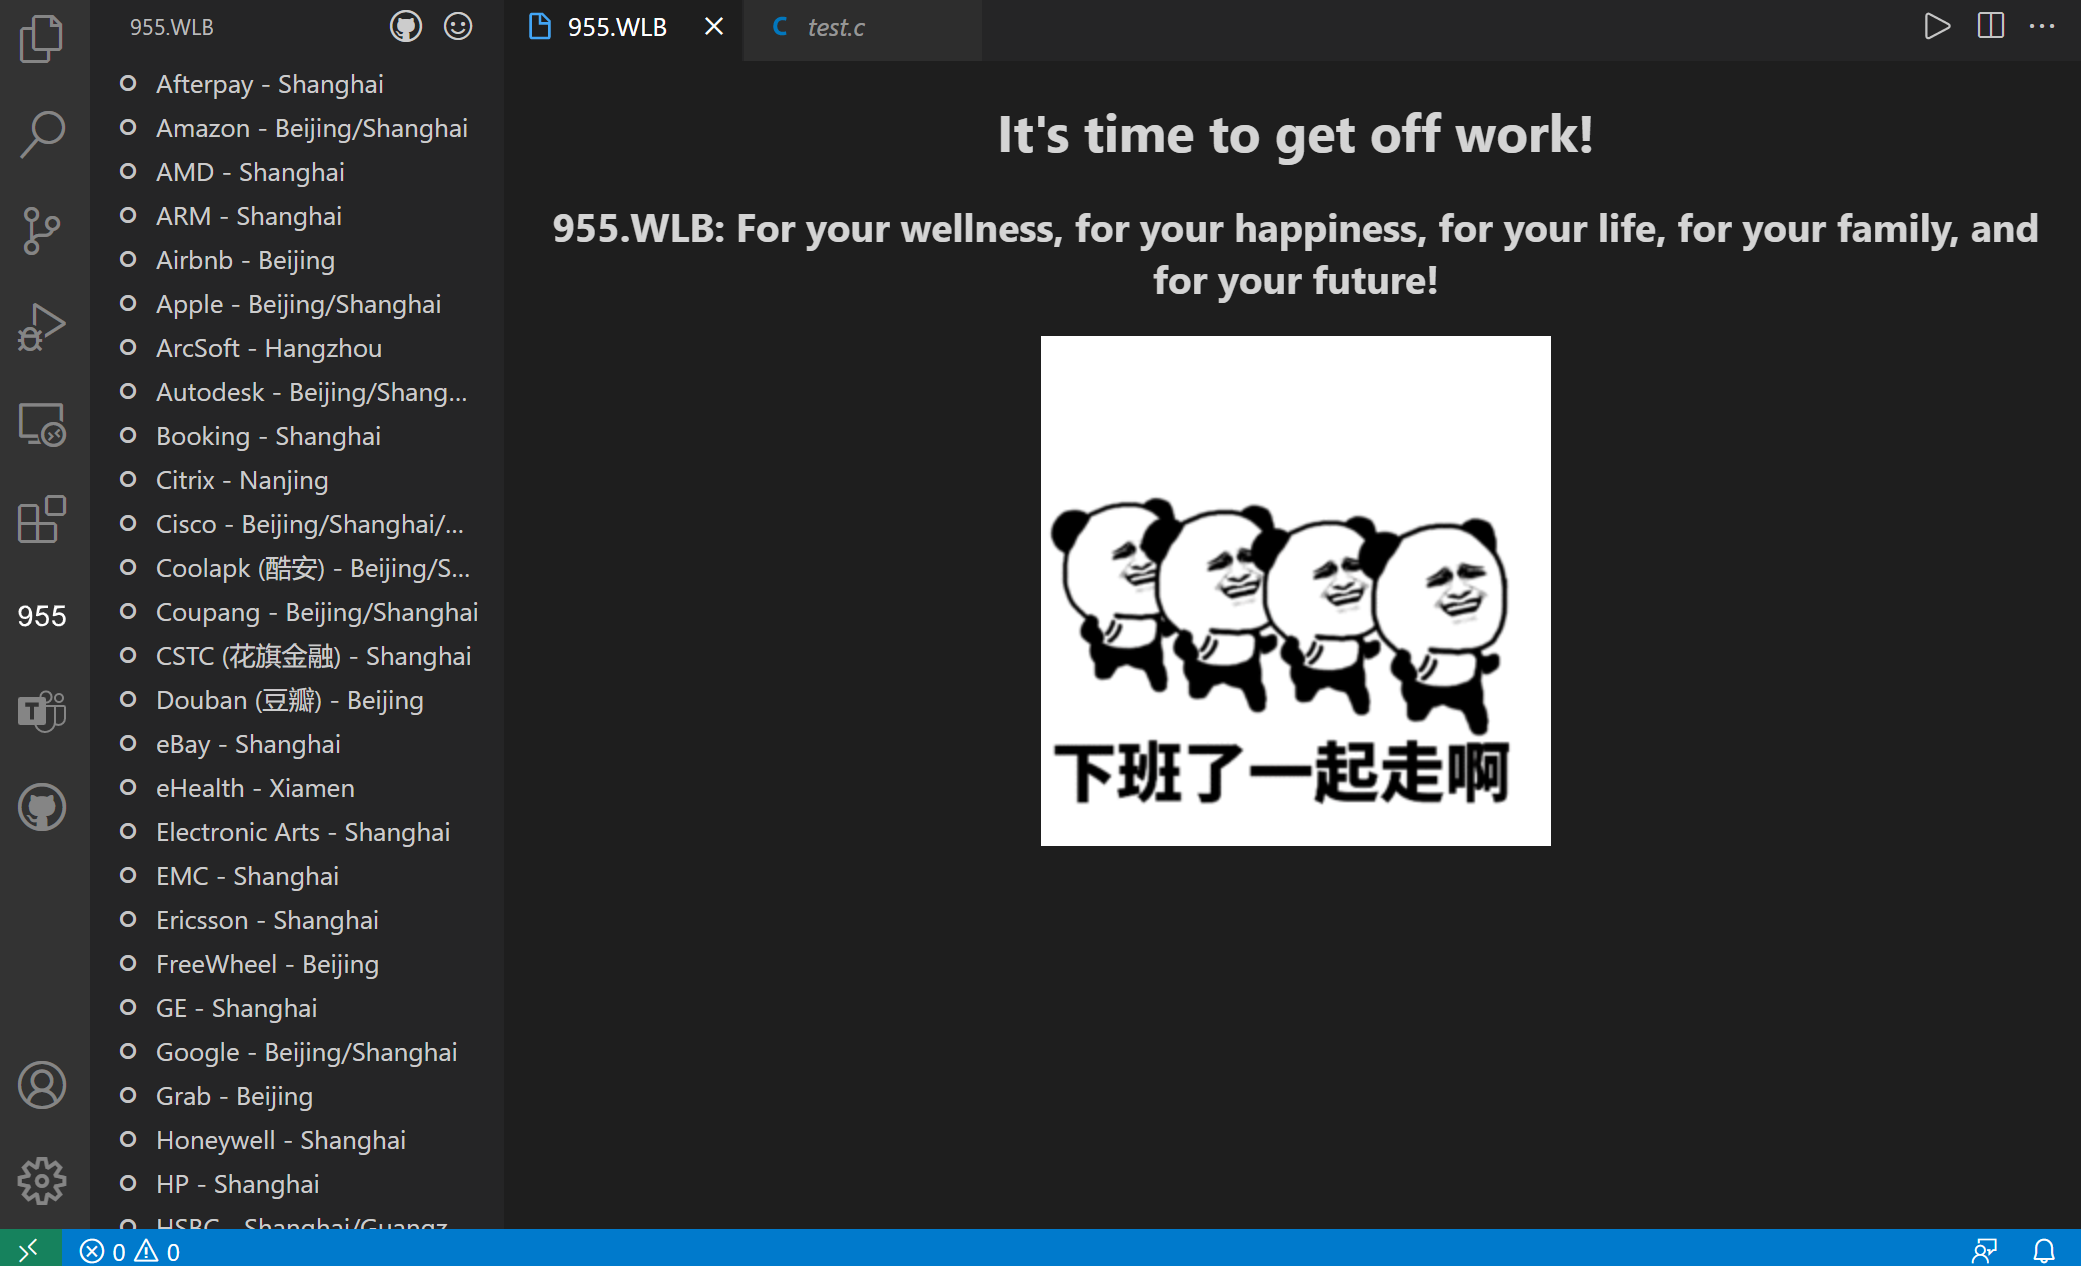 955.WLB
955.WLB
test.c
Afterpay - Shanghai
Amazon - Beijing/Shanghai
AMD - Shanghai
ARM - Shanghai
Airbnb - Beijing
Apple - Beijing/Shanghai
ArcSoft - Hangzhou
Autodesk - Beijing/Shang...
Booking - Shanghai
Citrix - Nanjing
Cisco - Beijing/Shanghai/...
Coolapk (酷安) - Beijing/S...
Coupang - Beijing/Shanghai
CSTC (花旗金融) - Shanghai
Douban (豆瓣) - Beijing
eBay - Shanghai
eHealth - Xiamen
Electronic Arts - Shanghai
EMC - Shanghai
Ericsson - Shanghai
FreeWheel - Beijing
GE - Shanghai
Google - Beijing/Shanghai
Grab - Beijing
Honeywell - Shanghai
HP - Shanghai
HSBC - Shanghai/Guangz...
955
T
It's time to get off work!
955.WLB: For your wellness, for your happiness, for your life, for your family, and
for your future!
下班了一起走啊
0 0